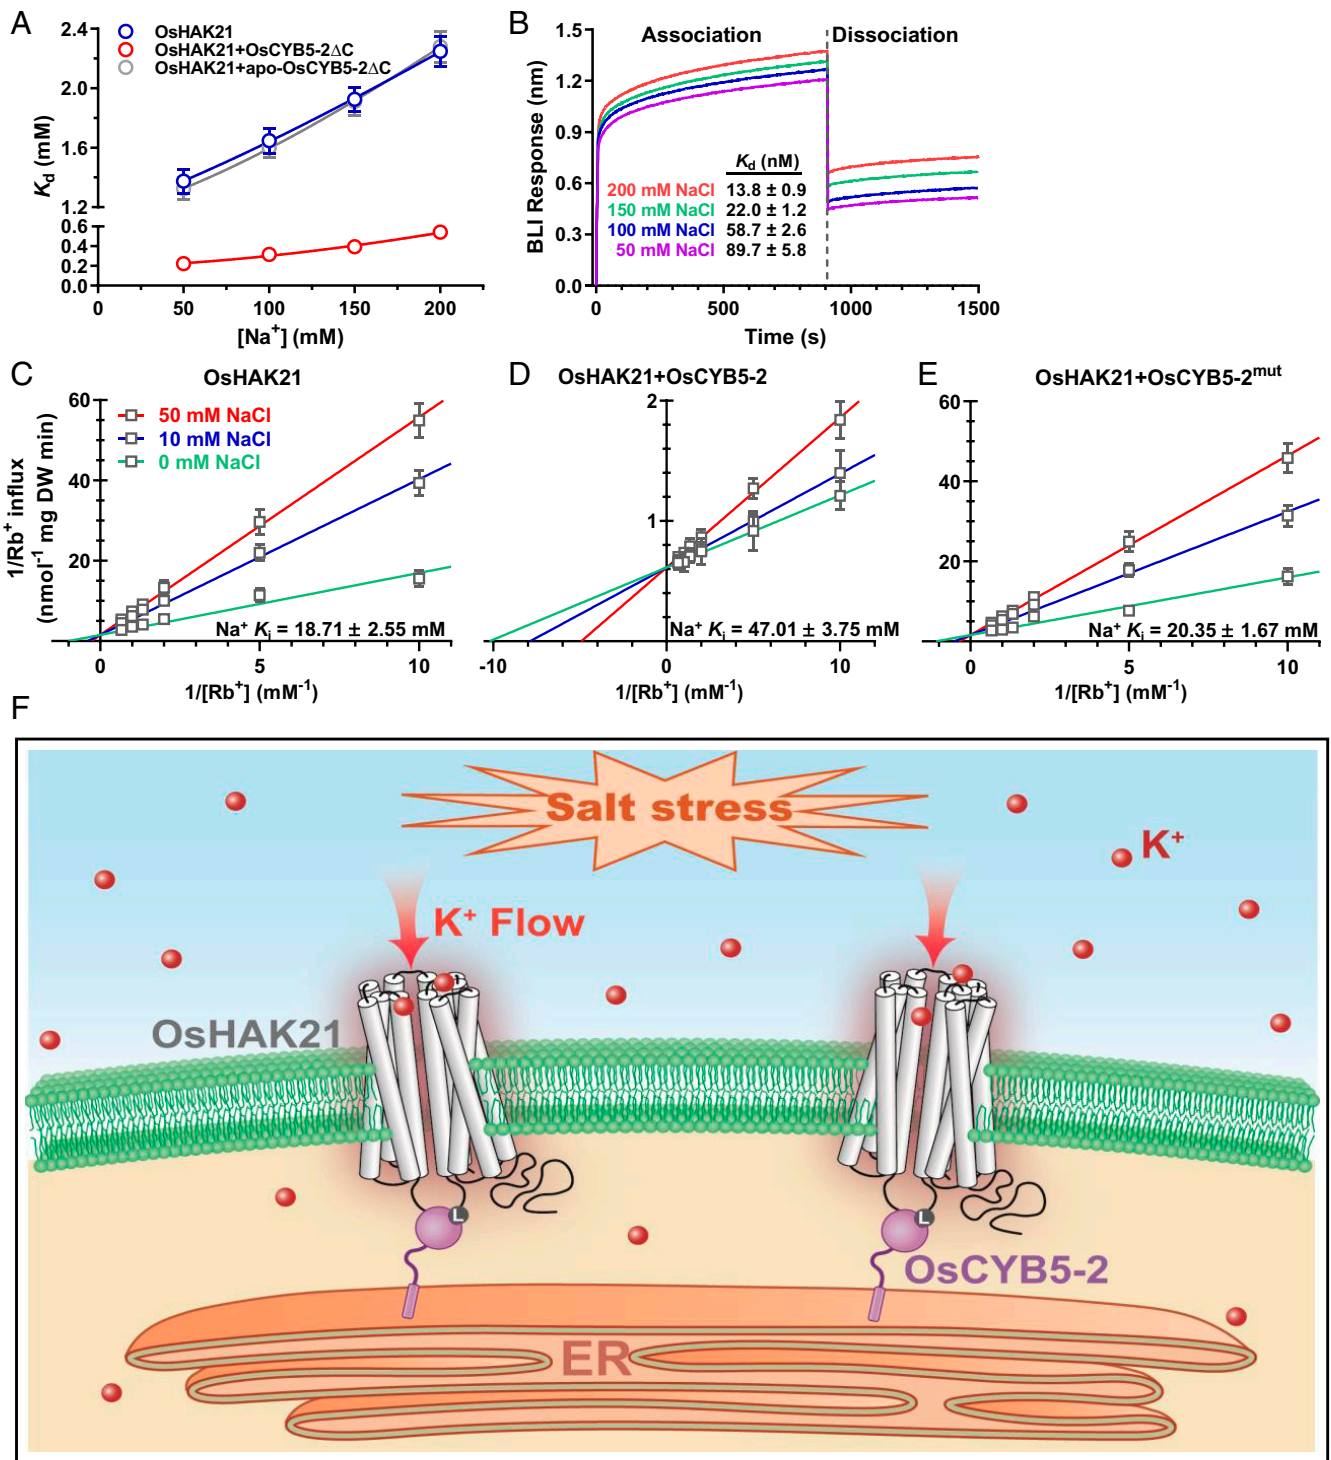 A
2.4
2.0
1.6
1.2
0.6
0.4
0.2
0.0
Kd (mM)
OsHAK21
OsHAK21+OsCYB5-2ΔC
OsHAK21+apo-OsCYB5-2ΔC
0 50 100 150 200
[Na+] (mM)
B
1.5
1.2
0.9
0.6
0.3
0.0
BLI Response (nm)
Association Dissociation
Kd (nM)
200 mM NaCl 13.8 ± 0.9
150 mM NaCl 22.0 ± 1.2
100 mM NaCl 58.7 ± 2.6
50 mM NaCl 89.7 ± 5.8
0 500 1000 1500
Time (s)
C
OsHAK21
60
40
20
1/Rb+ influx
(nmol-1 mg DW min)
50 mM NaCl
10 mM NaCl
0 mM NaCl
Na+ Ki = 18.71 ± 2.55 mM
0 5 10
1/[Rb+] (mM-1)
D
OsHAK21+OsCYB5-2
2
1
Na+ Ki = 47.01 ± 3.75 mM
-10 0 10
1/[Rb+] (mM-1)
E
OsHAK21+OsCYB5-2mut
60
40
20
Na+ Ki = 20.35 ± 1.67 mM
0 5 10
1/[Rb+] (mM-1)
F
Salt stress
K+
K+ Flow
OsHAK21
L
L
OsCYB5-2
ER